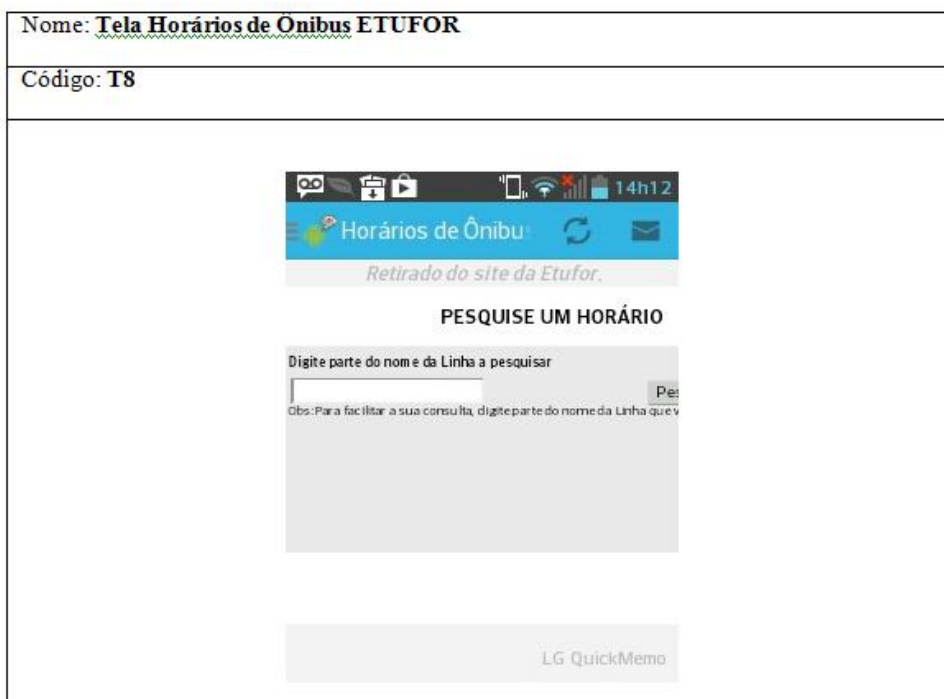 Nome: Tela Horários de Ônibus ETUFOR
Código: T8
14h12
Horários de Ônibu
Retirado do site da Etufor.
PESQUISE UM HORÁRIO
Digite parte do nome da Linha a pesquisar
Pes
Obs:Para facilitar a sua consulta, digite parte do nome da Linha que v
LG QuickMemo